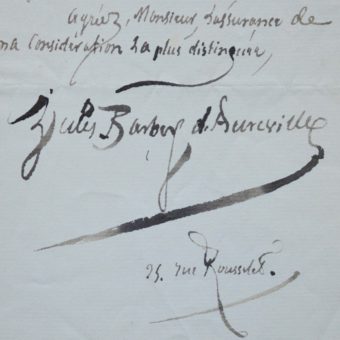 agréez, Monsieur l'assurance de
ma Considération la plus distinguée,
Jules Barbey d'Aurevilly
25. rue Rousselet.